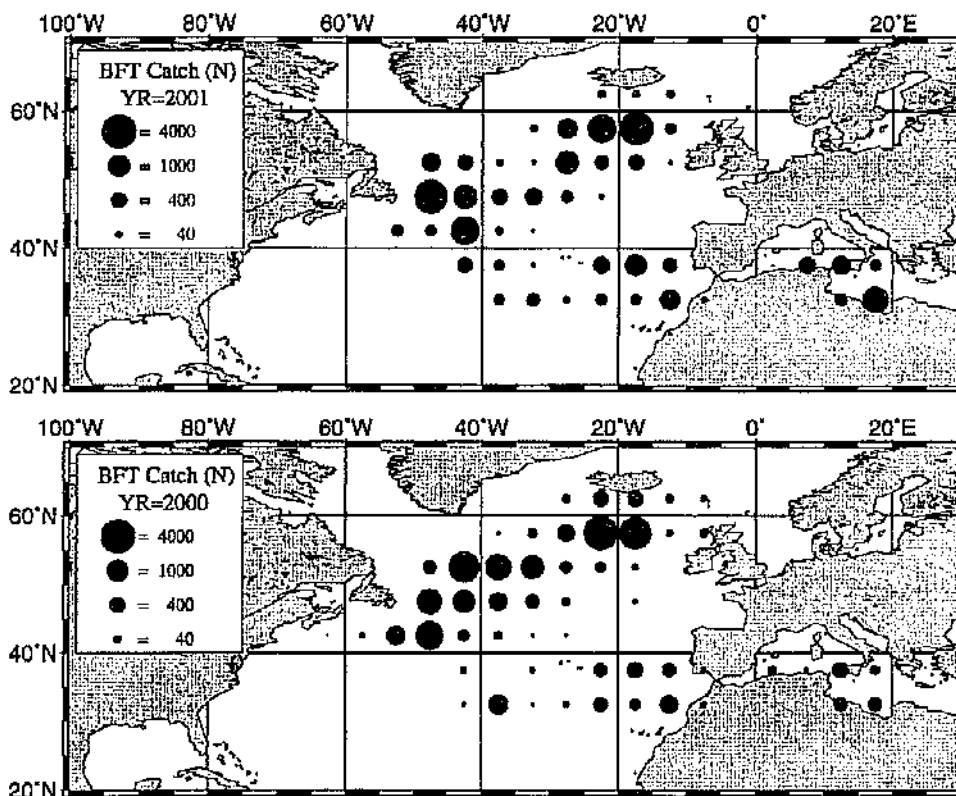 100°W 80°W 60°W 40°W 20°W 0° 20°E
BFT Catch (N)
YR=2001
= 4000
= 1000
= 400
= 40
60°N
40°N
20°N
100°W 80°W 60°W 40°W 20°W 0° 20°E
BFT Catch (N)
YR=2000
= 4000
= 1000
= 400
= 40
60°N
40°N
20°N